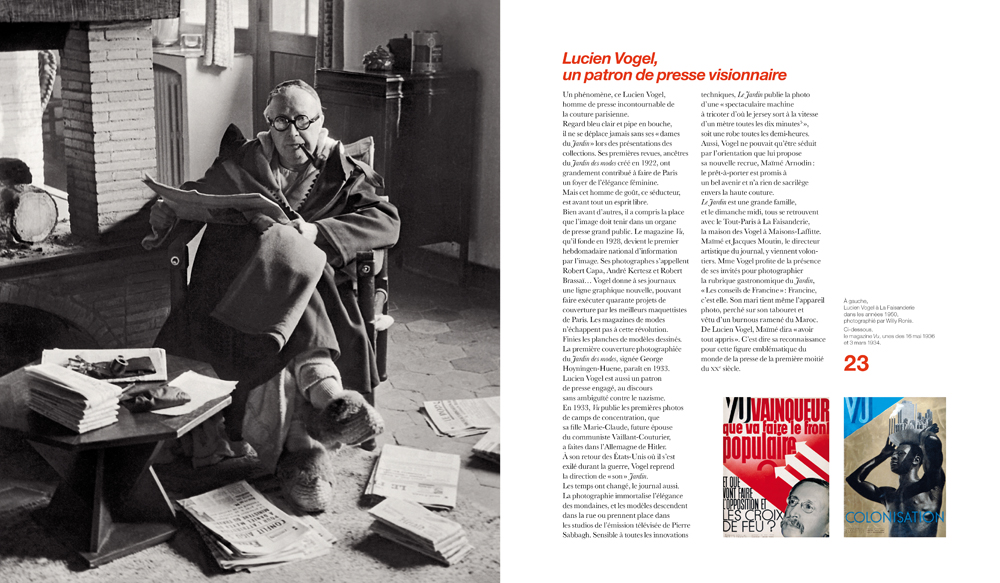 Lucien Vogel,
un patron de presse visionnaire
Un phénomène, ce Lucien Vogel,
homme de presse incontournable de
la couture parisienne.
Regard bleu clair et pipe en bouche,
il ne se déplace jamais sans ses « dames
du Jardin » lors des présentations des
collections. Ses premières revues, ancêtres
du Jardin des modes créé en 1922, ont
grandement contribué à faire de Paris
un foyer de l'élégance féminine.
Mais cet homme de goût, ce séducteur,
est avant tout un esprit libre.
Bien avant d'autres, il a compris la place
que l'image doit tenir dans un organe
de presse grand public. Le magazine Vu,
qu'il fonde en 1928, devient le premier
hebdomadaire national d'information
par l'image. Ses photographes s'appellent
Robert Capa, André Kertesz et Robert
Brassaï… Vogel donne à ses journaux
une ligne graphique nouvelle, pouvant
faire exécuter quarante projets de
couverture par les meilleurs maquettistes
de Paris. Les magazines de modes
n'échappent pas à cette révolution.
Finies les planches de modèles dessinés.
La première couverture photographiée
du Jardin des modes, signée George
Hoyningen-Huene, paraît en 1933.
Lucien Vogel est aussi un patron
de presse engagé, au discours
sans ambiguïté contre le nazisme.
En 1933, Vu publie les premières photos
de camps de concentration, que
sa fille Marie-Claude, future épouse
du communiste Vaillant-Couturier,
a faites dans l'Allemagne de Hitler.
À son retour des États-Unis où il s'est
exilé durant la guerre, Vogel reprend
la direction de « son » Jardin.
Les temps ont changé, le journal aussi.
La photographie immortalise l'élégance
des mondaines, et les modèles descendent
dans la rue ou prennent place dans
les studios de l'émission télévisée de Pierre
Sabbagh. Sensible à toutes les innovations
techniques, Le Jardin publie la photo
d'une « spectaculaire machine
à tricoter d'où le jersey sort à la vitesse
d'un mètre toutes les dix minutes »,
soit une robe toutes les demi-heures.
Aussi, Vogel ne pouvait qu'être séduit
par l'orientation que lui propose
sa nouvelle recrue, Maïmé Arnodin :
le prêt-à-porter est promis à
un bel avenir et n'a rien de sacrilège
envers la haute couture.
Le Jardin est une grande famille,
et le dimanche midi, tous se retrouvent
avec le Tout-Paris à La Faisanderie,
la maison des Vogel à Maisons-Laffitte.
Maïmé et Jacques Moutin, le directeur
artistique du journal, y viennent volon-
tiers. Mme Vogel profite de la présence
de ses invités pour photographier
la rubrique gastronomique du Jardin,
« Les conseils de Francine » : Francine,
c'est elle. Son mari tient même l'appareil
photo, perché sur son tabouret et
vêtu d'un burnous ramené du Maroc.
De Lucien Vogel, Maïmé dira « avoir
tout appris ». C'est dire sa reconnaissance
pour cette figure emblématique du
monde de la presse de la première moitié
du XXe siècle.
À gauche,
Lucien Vogel à La Faisanderie
dans les années 1950,
photographié par Willy Ronis.
Ci-dessous,
le magazine Vu, unes des 16 mai 1936
et 3 mars 1934.
23
VU VAINQUEUR
que va faire le front
populaire
ET QUE
VONT FAIRE
L'OPPOSITION ET
LES CROIX
DE FEU ?
VU
COLONISATION